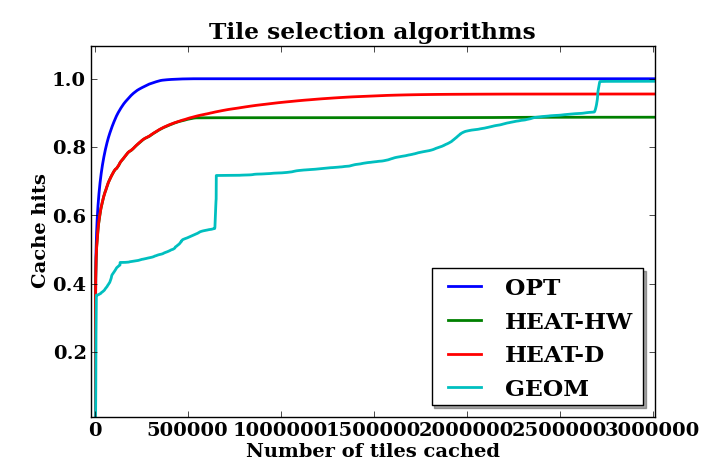 Tile selection algorithms
Cache hits
1.0
0.8
0.6
0.4
0.2
OPT
HEAT-HW
HEAT-D
GEOM
0 500000 1000000 1500000 2000000 2500000 3000000
Number of tiles cached